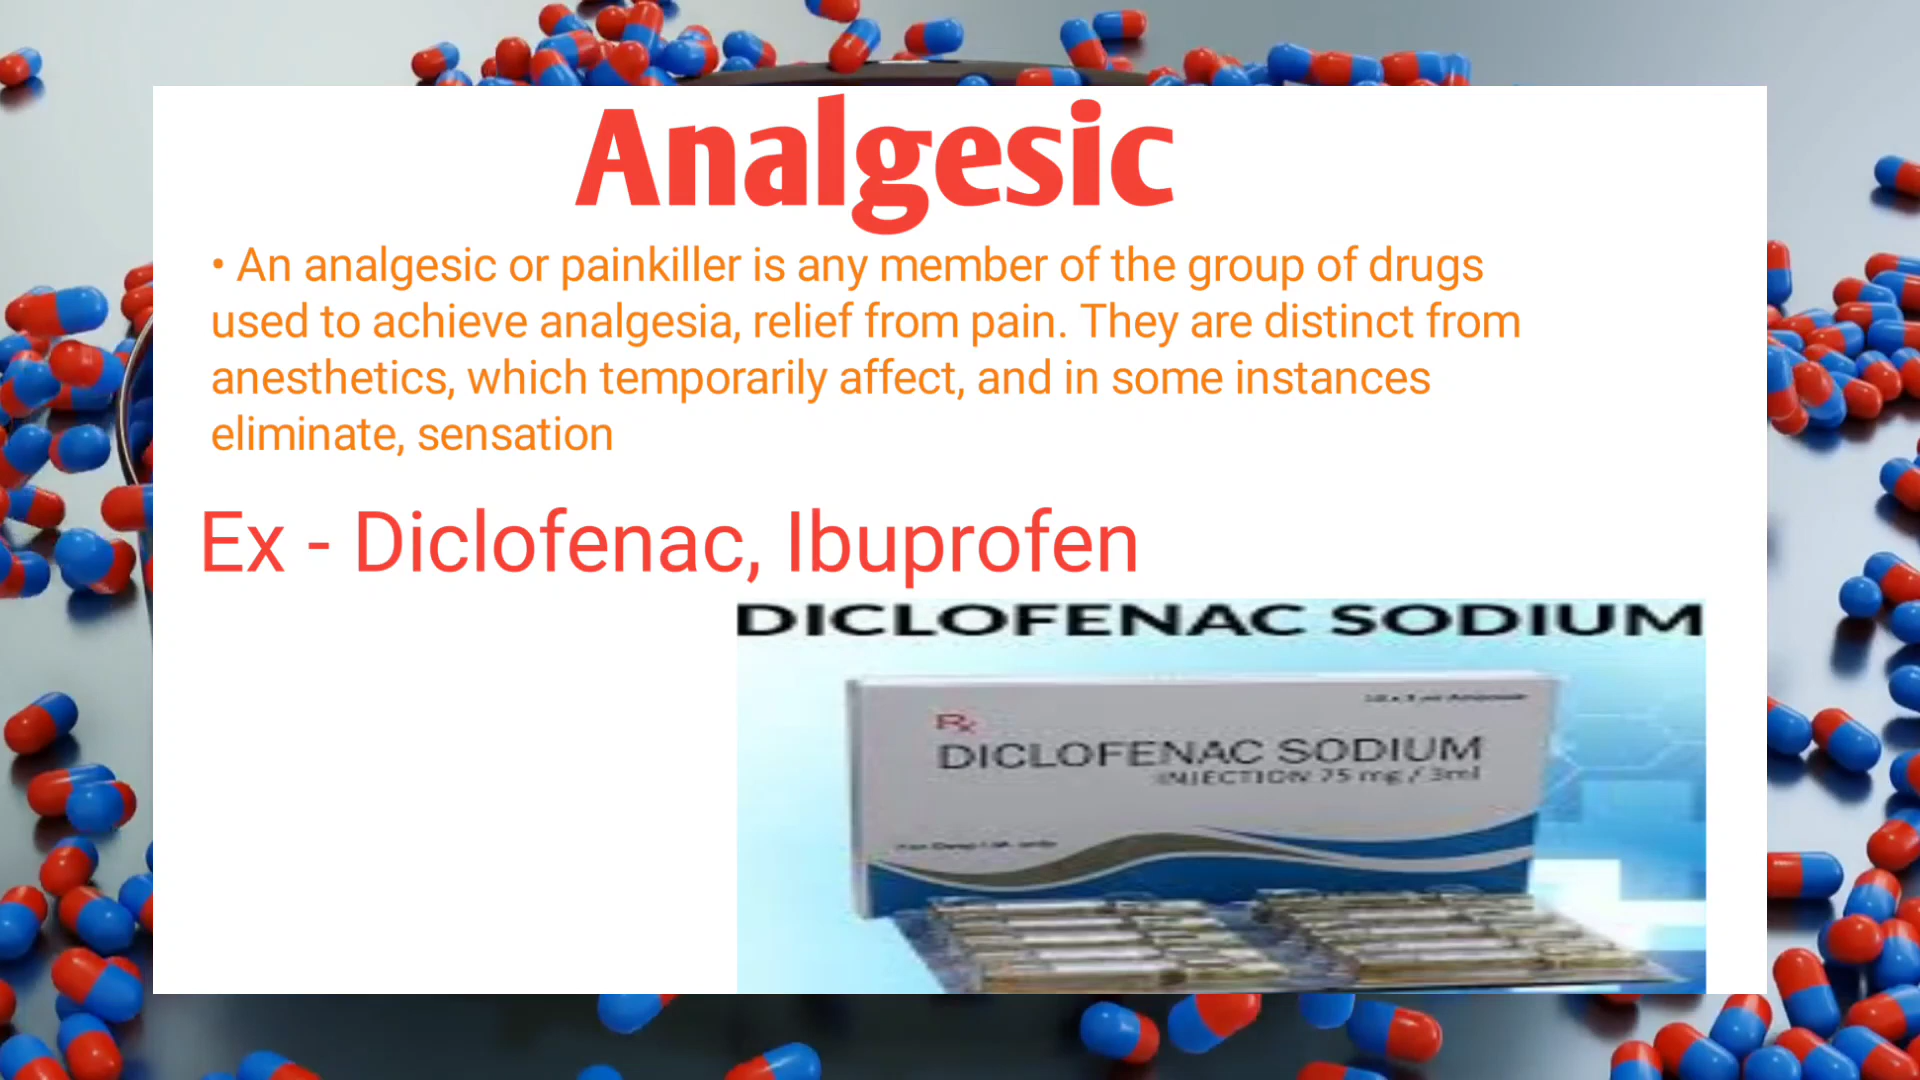 Analgesic
• An analgesic or painkiller is any member of the group of drugs
used to achieve analgesia, relief from pain. They are distinct from
anesthetics, which temporarily affect, and in some instances
eliminate, sensation
Ex - Diclofenac, Ibuprofen
DICLOFENAC SODIUM
Rx
DICLOFENAC SODIUM
INJECTION 75 mg / 3ml